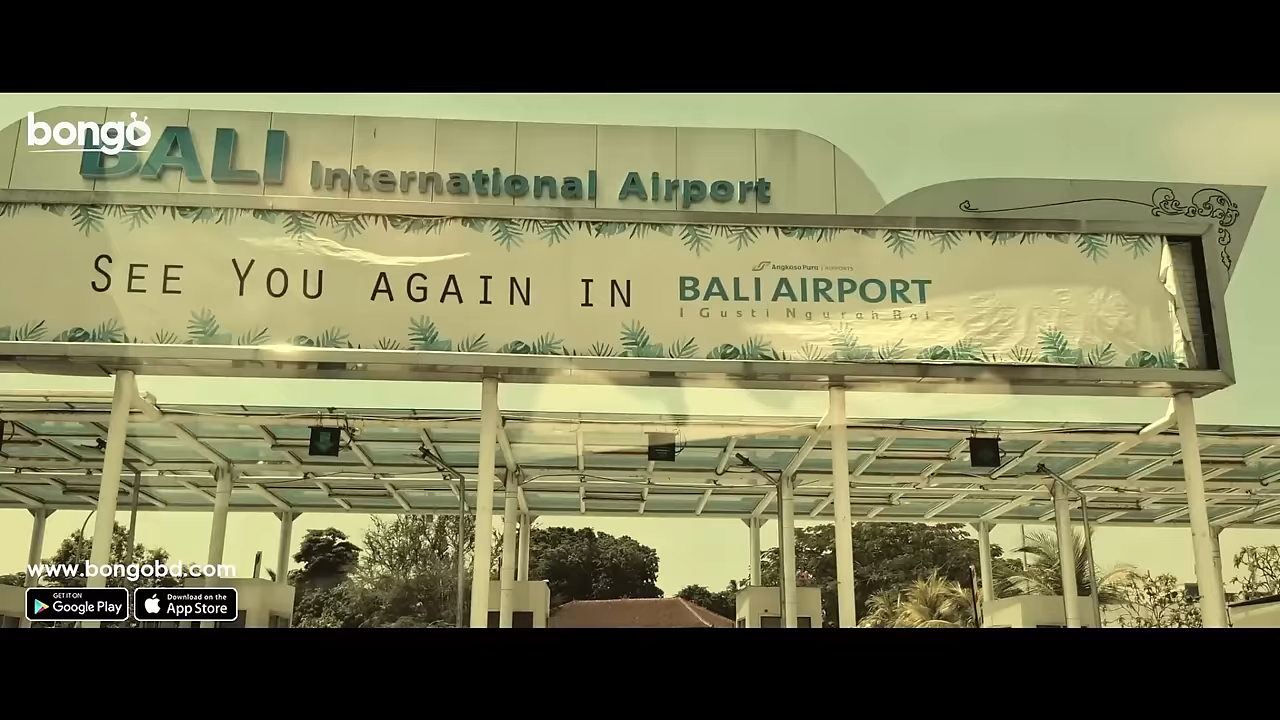 bongo
BALI International Airport
Angkasa Pura | AIRPORTS
SEE YOU AGAIN IN BALI AIRPORT
I Gusti Ngurah Rai
www.bongobd.com
GET IT ON
Google Play
Download on the
App Store